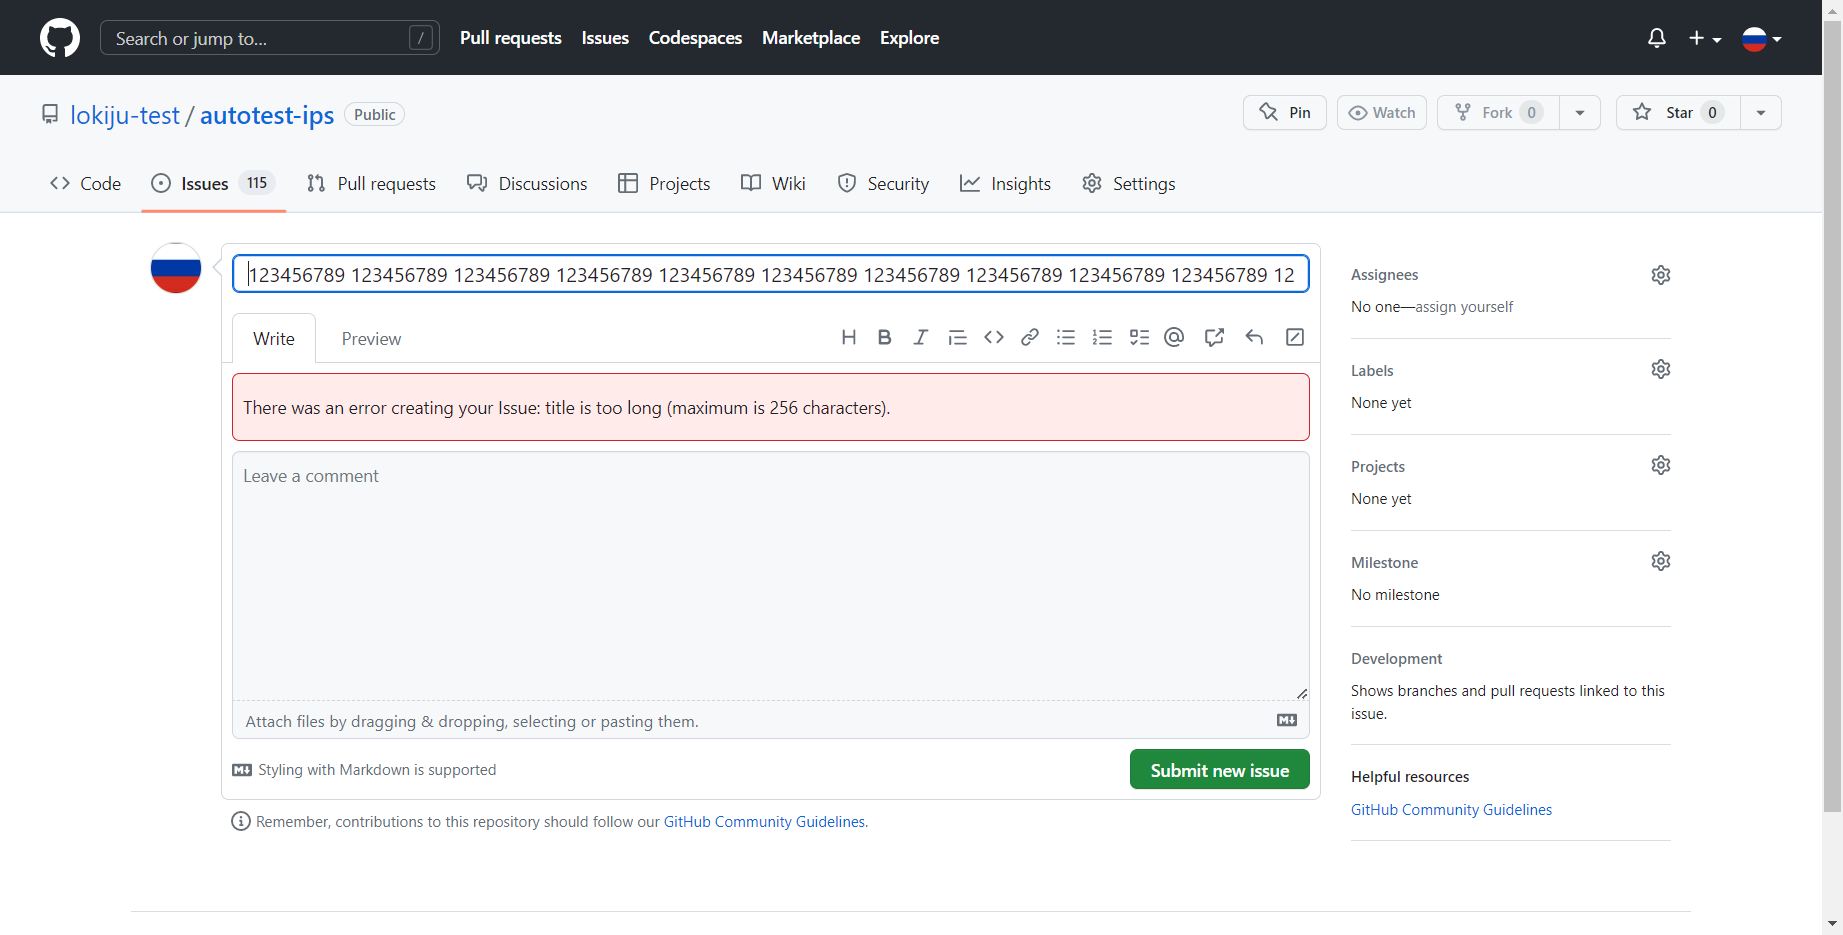 Search or jump to... / Pull requests Issues Codespaces Marketplace Explore
lokiju-test / autotest-ips Public Pin Watch Fork 0 Star 0
Code Issues 115 Pull requests Discussions Projects Wiki Security Insights Settings
123456789 123456789 123456789 123456789 123456789 123456789 123456789 123456789 123456789 123456789 12
Write Preview
There was an error creating your Issue: title is too long (maximum is 256 characters).
Leave a comment
Attach files by dragging & dropping, selecting or pasting them.
Styling with Markdown is supported
Submit new issue
Remember, contributions to this repository should follow our GitHub Community Guidelines.
Assignees
No one—assign yourself
Labels
None yet
Projects
None yet
Milestone
No milestone
Development
Shows branches and pull requests linked to this
issue.
Helpful resources
GitHub Community Guidelines